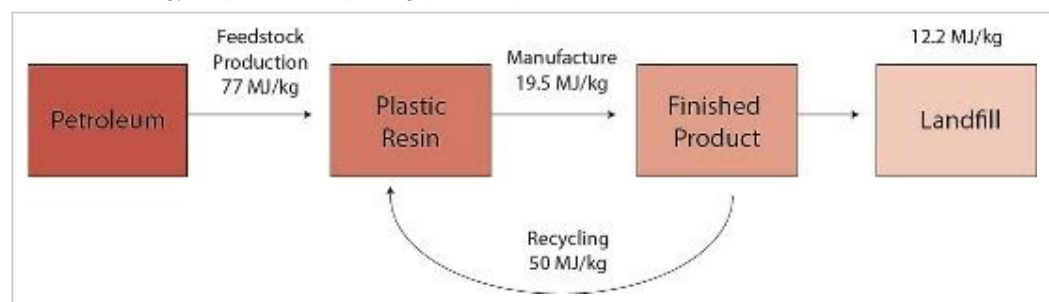 Feedstock
Production
77 MJ/kg
Manufacture
19.5 MJ/kg
12.2 MJ/kg
Petroleum
Plastic
Resin
Finished
Product
Landfill
Recycling
50 MJ/kg